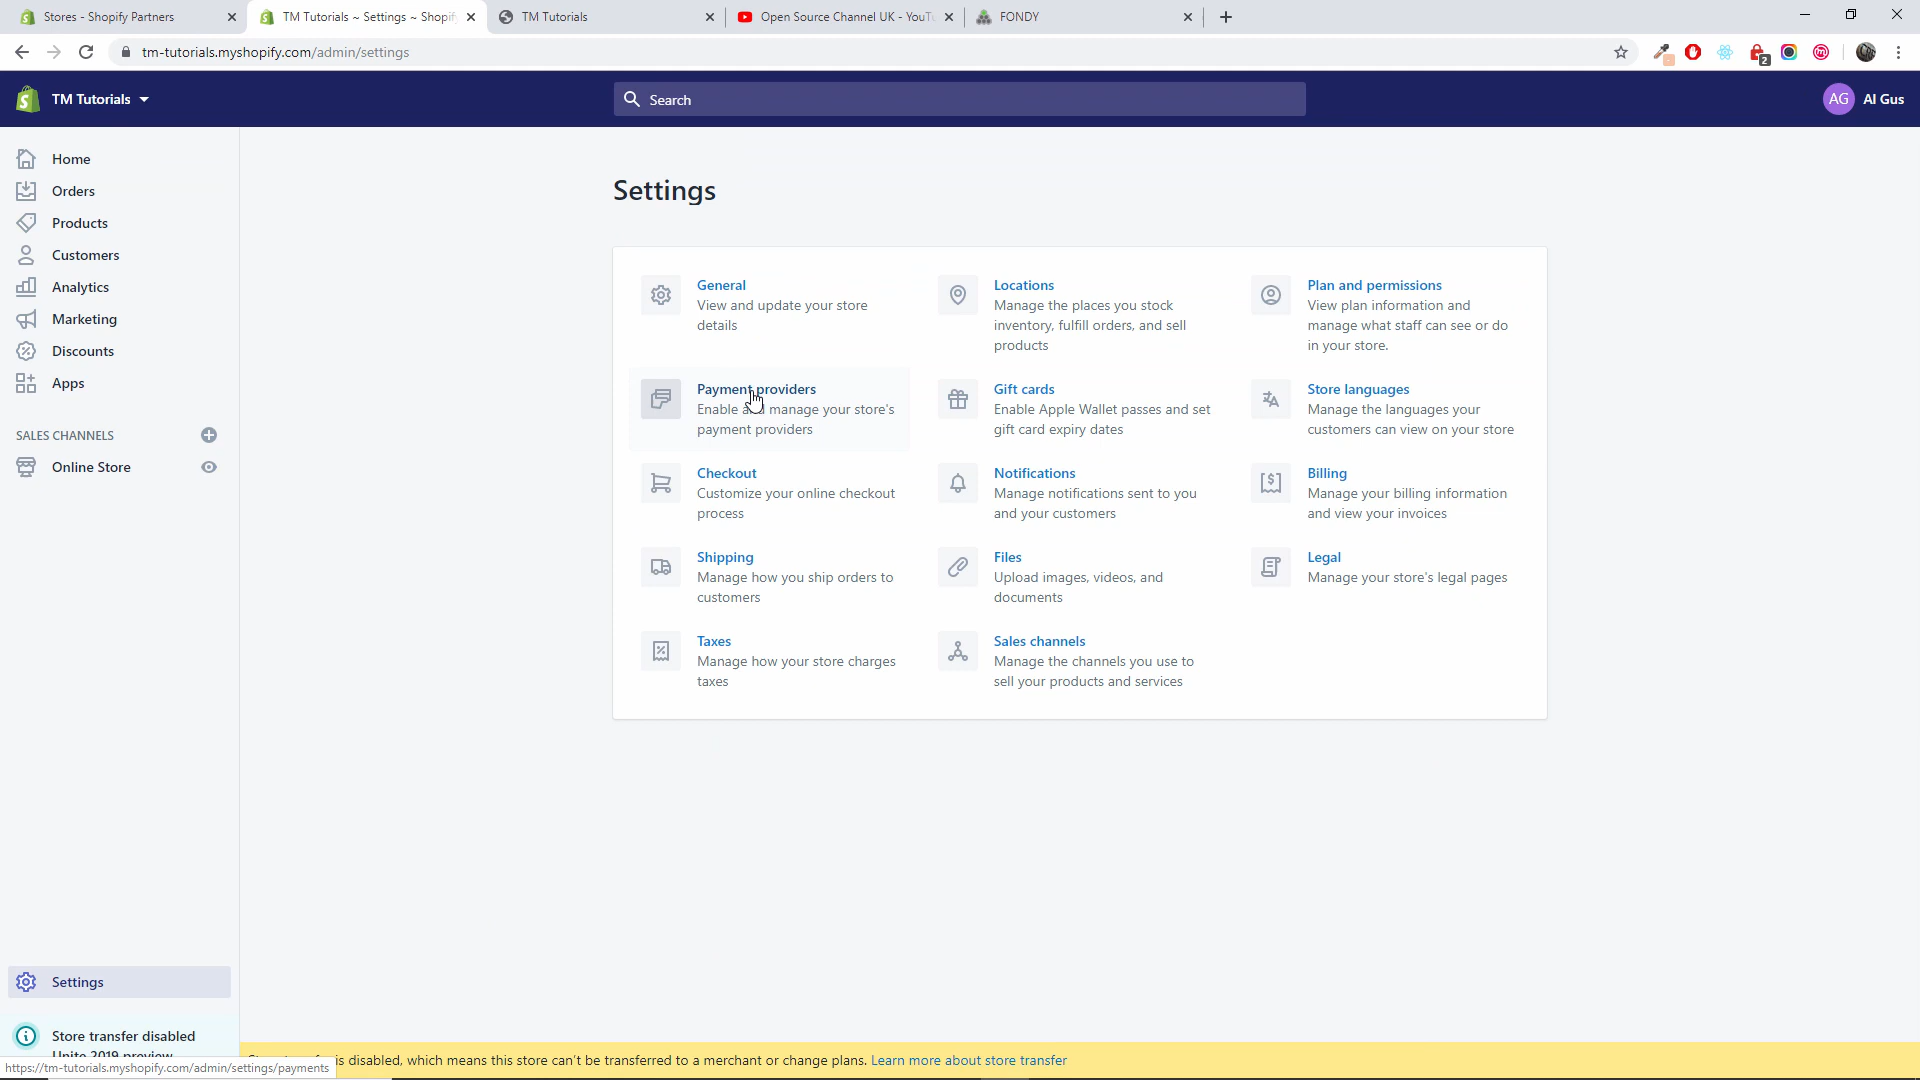 Stores - Shopify Partners
TM Tutorials ~ Settings ~ Shopif
TM Tutorials
Open Source Channel UK - YouTu
FONDY
tm-tutorials.myshopify.com/admin/settings
2
TM Tutorials
Search
AG
Al Gus
Home
Orders
Products
Customers
Analytics
Marketing
Discounts
Apps
SALES CHANNELS
Online Store
Settings
Store transfer disabled
Unite 2019 preview
Settings
General
View and update your store
details
Locations
Manage the places you stock
inventory, fulfill orders, and sell
products
Plan and permissions
View plan information and
manage what staff can see or do
in your store.
Payment providers
Enable and manage your store's
payment providers
Gift cards
Enable Apple Wallet passes and set
gift card expiry dates
Store languages
Manage the languages your
customers can view on your store
Checkout
Customize your online checkout
process
Notifications
Manage notifications sent to you
and your customers
Billing
Manage your billing information
and view your invoices
Shipping
Manage how you ship orders to
customers
Files
Upload images, videos, and
documents
Legal
Manage your store's legal pages
Taxes
Manage how your store charges
taxes
Sales channels
Manage the channels you use to
sell your products and services
is disabled, which means this store can't be transferred to a merchant or change plans. Learn more about store transfer
https://tm-tutorials.myshopify.com/admin/settings/payments